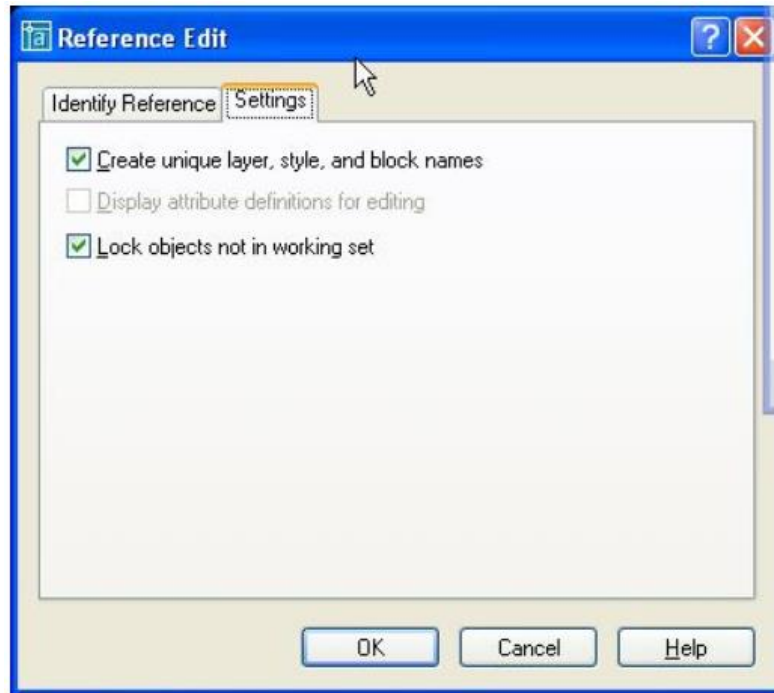 Reference Edit
Identify Reference Settings
Create unique layer, style, and block names
Display attribute definitions for editing
Lock objects not in working set
OK Cancel Help